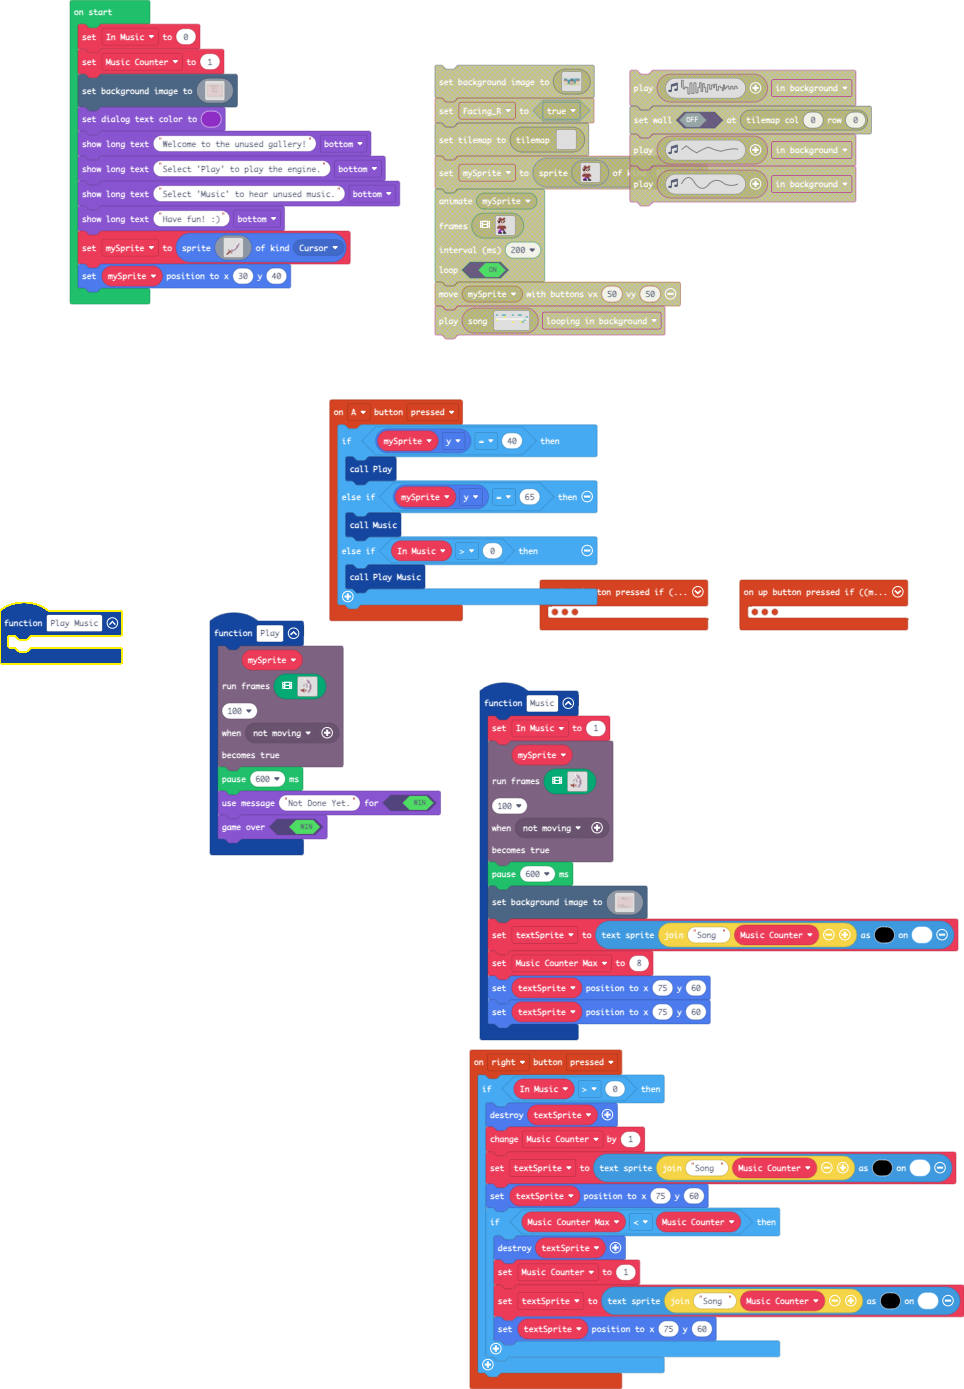 on start
set In Music to 0
set Music Counter to 1
set background image to
set dialog text color to
show long text "Welcome to the unused gallery!" bottom
show long text "Select 'Play' to play the engine." bottom
show long text "Select 'Music' to hear unused music." bottom
show long text "Have fun! :)" bottom
set mySprite to sprite of kind Cursor
set mySprite position to x 30 y 40
set background image to
set Facing_R to true
set tilemap to tilemap
set mySprite to sprite of k
animate mySprite
frames
interval (ms) 200
loop ON
move mySprite with buttons vx 50 vy 50
play song looping in background
play in background
set wall OFF at tilemap col 0 row 0
play in background
play in background
on A button pressed
if mySprite y = 40 then
call Play
else if mySprite y = 65 then
call Music
else if In Music > 0 then
call Play Music
ton pressed if (...
on up button pressed if ((m...
function Play Music
function Play
mySprite
run frames
100
when not moving
becomes true
pause 600 ms
use message "Not Done Yet." for WIN
game over WIN
function Music
set In Music to 1
mySprite
run frames
100
when not moving
becomes true
pause 600 ms
set background image to
set textSprite to text sprite join "Song " Music Counter as on
set Music Counter Max to 8
set textSprite position to x 75 y 60
set textSprite position to x 75 y 60
on right button pressed
if In Music > 0 then
destroy textSprite
change Music Counter by 1
set textSprite to text sprite join "Song " Music Counter as on
set textSprite position to x 75 y 60
if Music Counter Max < Music Counter then
destroy textSprite
set Music Counter to 1
set textSprite to text sprite join "Song " Music Counter as on
set textSprite position to x 75 y 60